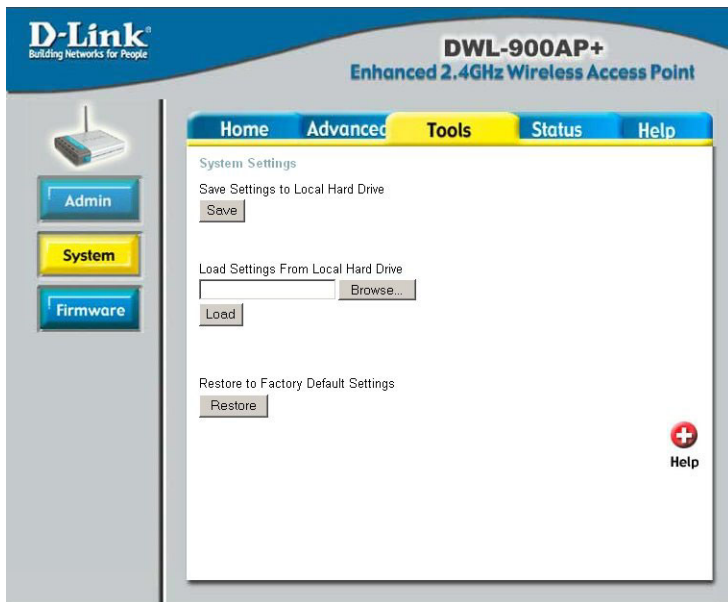 D-Link®
Building Networks for People
DWL-900AP+
Enhanced 2.4GHz Wireless Access Point
Home Advanced Tools Status Help
Admin
System
Firmware
System Settings
Save Settings to Local Hard Drive
Save
Load Settings From Local Hard Drive
Browse...
Load
Restore to Factory Default Settings
Restore
Help